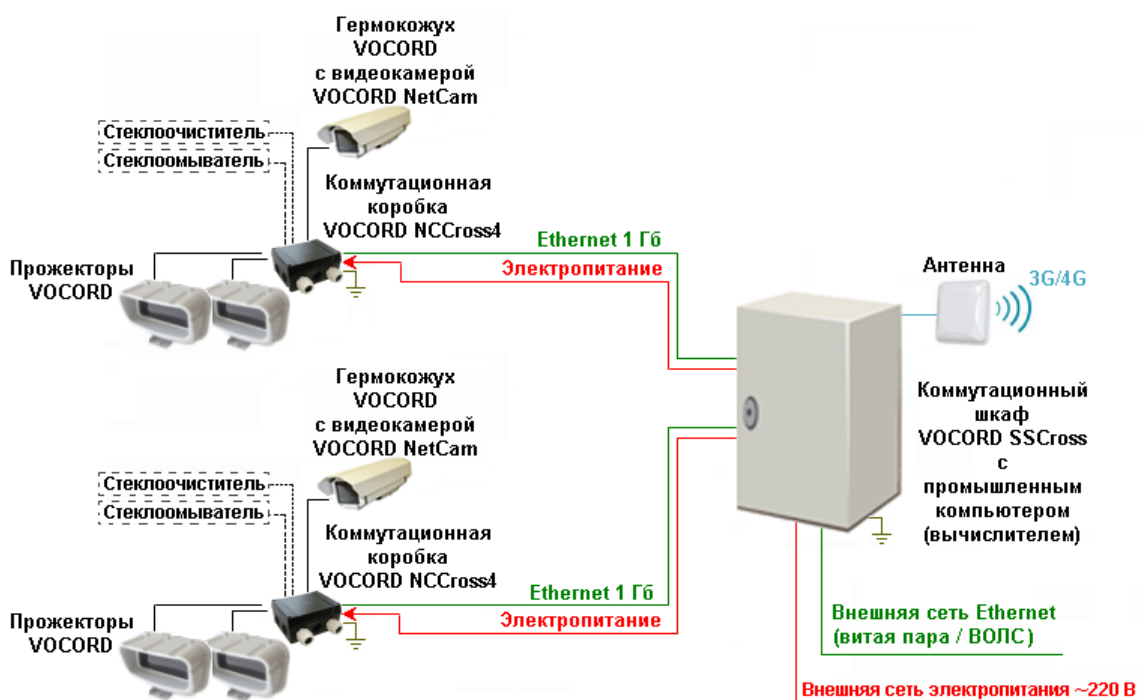 Гермокожух
VOCORD
с видеокамерой
VOCORD NetCam
Стеклоочиститель
Стеклоомыватель
Коммутационная
коробка
VOCORD NCCross4
Ethernet 1 Гб
Электропитание
Прожекторы
VOCORD
Антенна
3G/4G
Гермокожух
VOCORD
с видеокамерой
VOCORD NetCam
Стеклоочиститель
Стеклоомыватель
Коммутационная
коробка
VOCORD NCCross4
Ethernet 1 Гб
Электропитание
Прожекторы
VOCORD
Коммутационный
шкаф
VOCORD SSCross
с
промышленным
компьютером
(вычислителем)
Внешняя сеть Ethernet
(витая пара / ВОЛС)
Внешняя сеть электропитания ~220 В